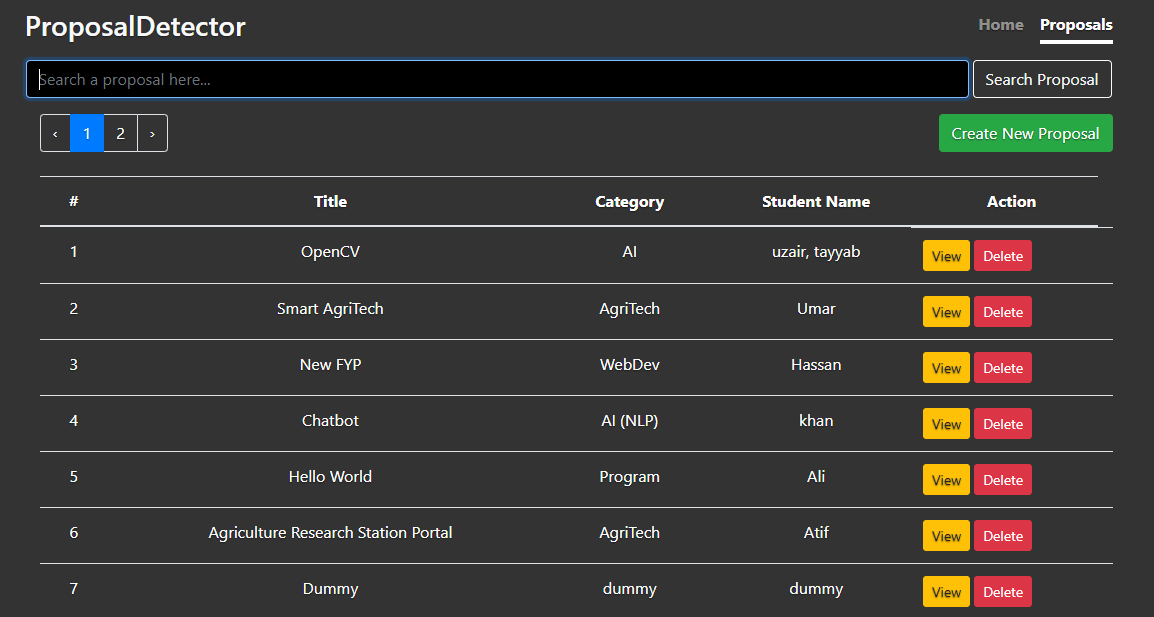 ProposalDetector Home Proposals
Search a proposal here... Search Proposal
‹ 1 2 › Create New Proposal
# Title Category Student Name Action
1 OpenCV AI uzair, tayyab View Delete
2 Smart AgriTech AgriTech Umar View Delete
3 New FYP WebDev Hassan View Delete
4 Chatbot AI (NLP) khan View Delete
5 Hello World Program Ali View Delete
6 Agriculture Research Station Portal AgriTech Atif View Delete
7 Dummy dummy dummy View Delete